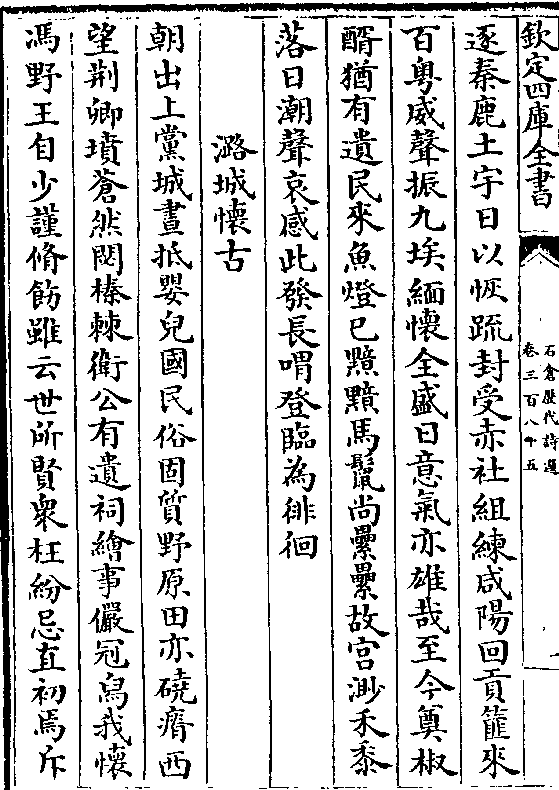 欽定四庫全書
石倉歷代詩選
卷三百八十五
逐秦鹿土宇日以恢䟽封受赤社組練咸陽回貢篚來
百粤威聲振九埃緬懷全盛日意氣亦雄哉至今奠椒
醑猶有遺民來魚燈已黯黯馬鬛尚纍纍故宫渺禾黍
落日潮聲哀感此發長喟登臨為徘徊
潞城懷古
朝出上黨城晝抵嬰兒國民俗固質野原田亦磽瘠西
望荆卿墳蒼然閟榛棘衛公有遺祠繪事儼冠舄我懷
馮野王自少謹脩飭雖云世所賢衆枉紛忌直初焉斥